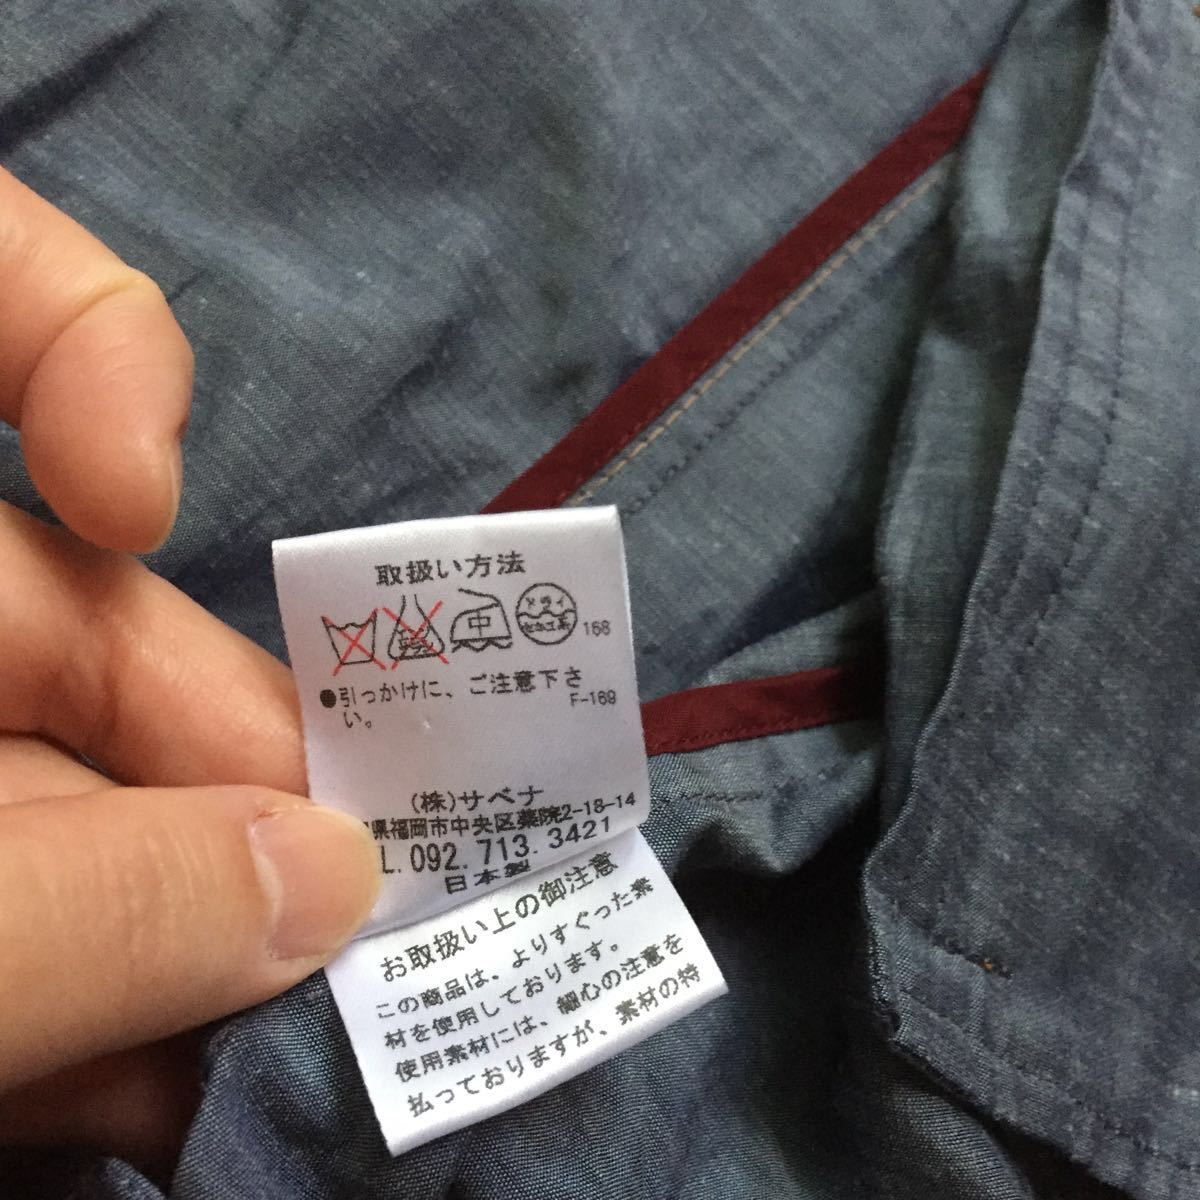 取扱い方法
中
ドライ
168
●引っかけに、ご注意下さ
い。
F-169
(株)サベナ
県福岡市中央区薬院2-18-14
L.092.713.3421
日本製
お取扱い上の御注意
この商品は、よりすぐった素
材を使用しております。
使用素材には、細心の注意を
払っておりますが、素材の特